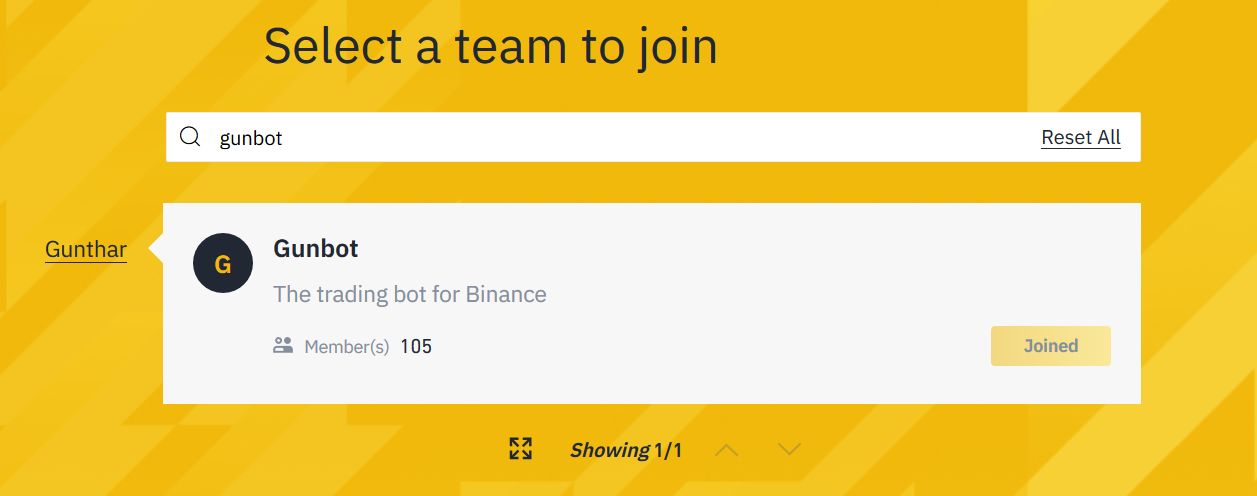 Select a team to join
gunbot
Reset All
Gunthar
G
Gunbot
The trading bot for Binance
Member(s) 105
Joined
Showing 1/1